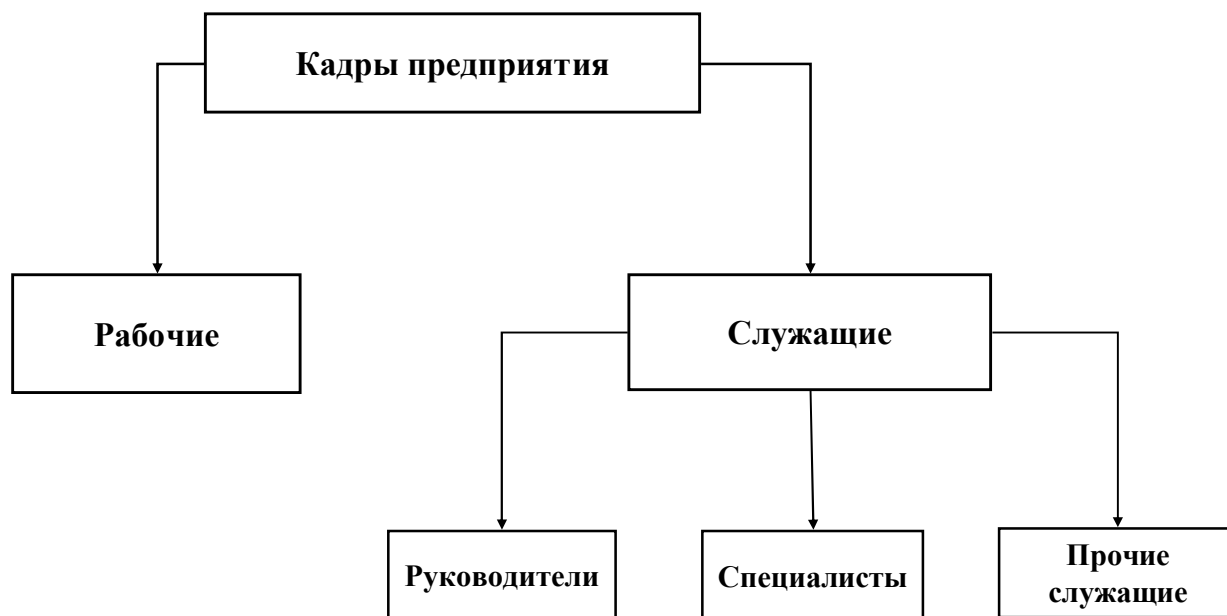 Кадры предприятия
Рабочие
Служащие
Руководители
Специалисты
Прочие
служащие